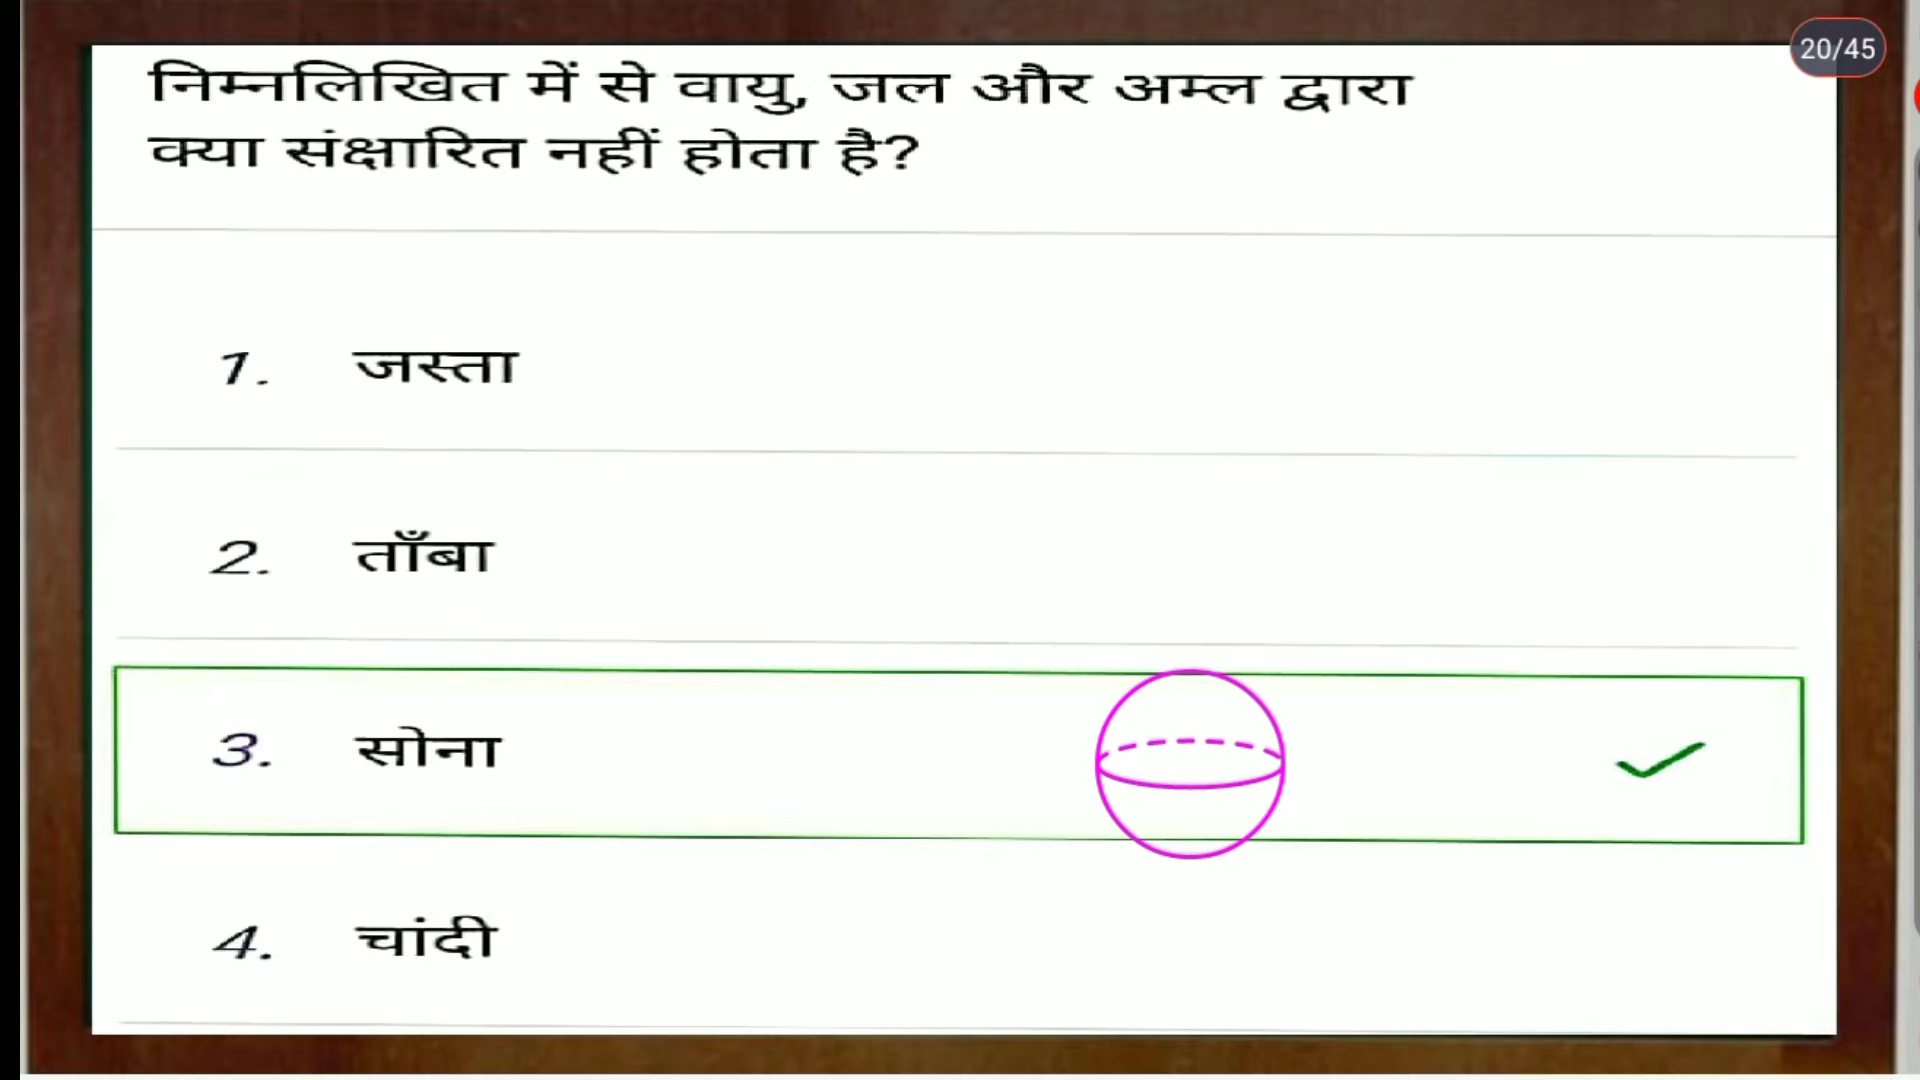 20/45
निम्नलिखित में से वायु, जल और अम्ल द्वारा
क्या संक्षारित नहीं होता है?
1. जस्ता
2. ताँबा
3. सोना
4. चांदी